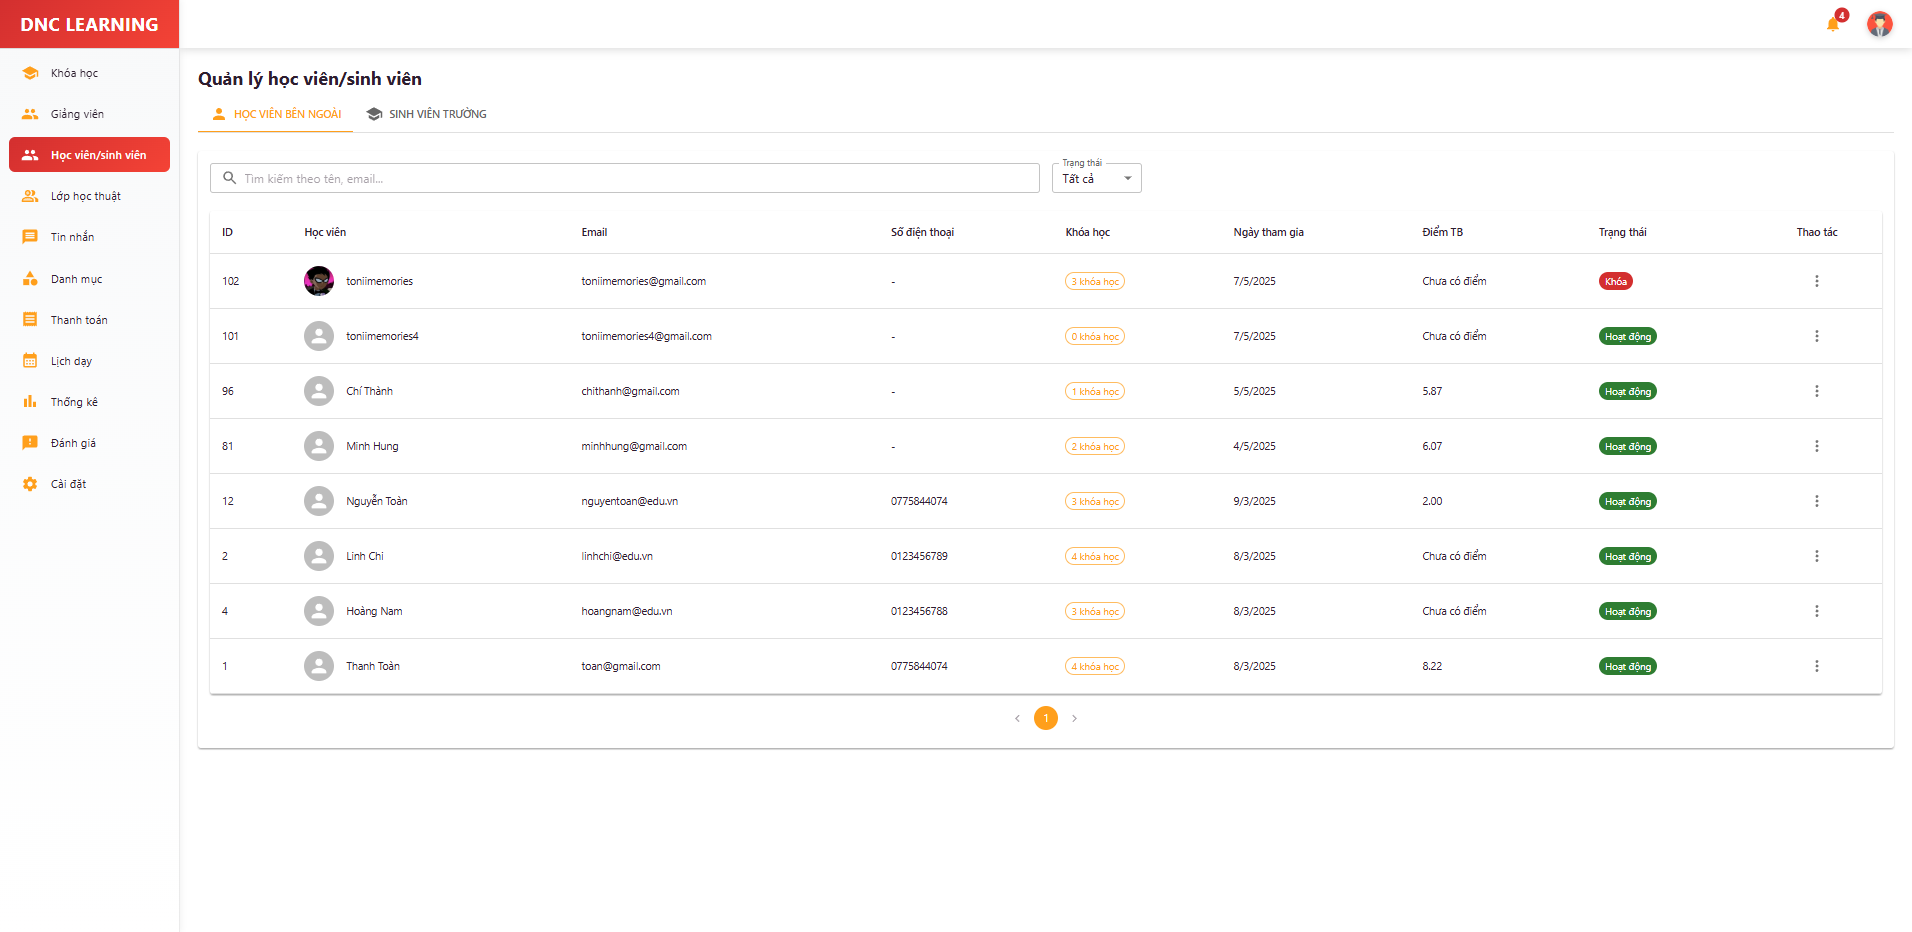 DNC LEARNING
4
Khóa học
Giảng viên
Học viên/sinh viên
Lớp học thuật
Tin nhắn
Danh mục
Thanh toán
Lịch dạy
Thống kê
Đánh giá
Cài đặt
Quản lý học viên/sinh viên
HỌC VIÊN BÊN NGOÀI SINH VIÊN TRƯỜNG
Trạng thái
Tìm kiếm theo tên, email... Tất cả
ID Học viên Email Số điện thoại Khóa học Ngày tham gia Điểm TB Trạng thái Thao tác
102 toniimemories toniimemories@gmail.com - 3 khóa học 7/5/2025 Chưa có điểm Khóa
101 toniimemories4 toniimemories4@gmail.com - 0 khóa học 7/5/2025 Chưa có điểm Hoạt động
96 Chí Thành chithanh@gmail.com - 1 khóa học 5/5/2025 5.87 Hoạt động
81 Minh Hung minhhung@gmail.com - 2 khóa học 4/5/2025 6.07 Hoạt động
12 Nguyễn Toàn nguyentoan@edu.vn 0775844074 3 khóa học 9/3/2025 2.00 Hoạt động
2 Linh Chi linhchi@edu.vn 0123456789 4 khóa học 8/3/2025 Chưa có điểm Hoạt động
4 Hoàng Nam hoangnam@edu.vn 0123456788 3 khóa học 8/3/2025 Chưa có điểm Hoạt động
1 Thanh Toàn toan@gmail.com 0775844074 4 khóa học 8/3/2025 8.22 Hoạt động
1